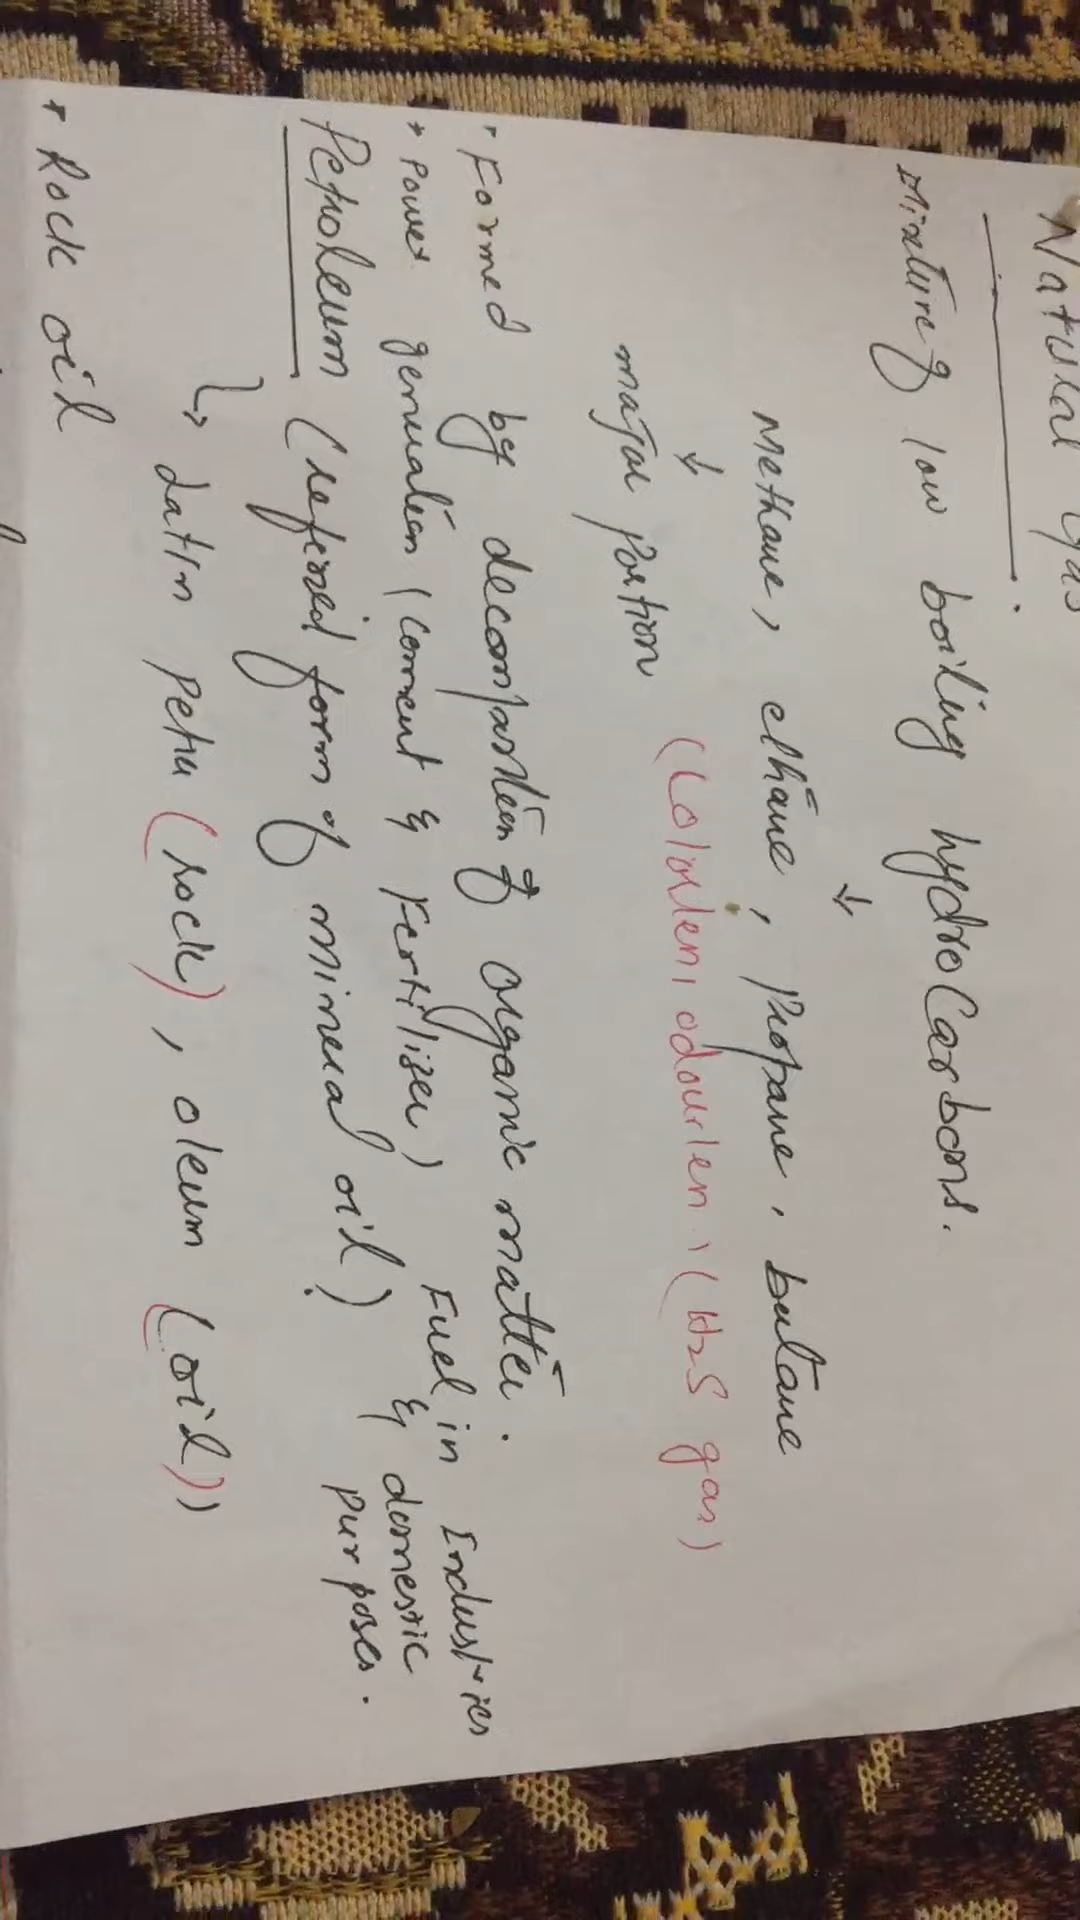 Natural gas
Mixture of low boiling hydrocarbons.
↓
Methane, ethane, propane, butane
↓
major portion
(Colourless, odourless, (H2S gas)
• Formed by decomposition of organic matter.
* Power generation (cement & Fertiliser) Fuel in Industries
& domestic
purposes.
Petroleum (refined form of mineral oil)
↳ Latin petra (rock), oleum (oil))
* Rock oil